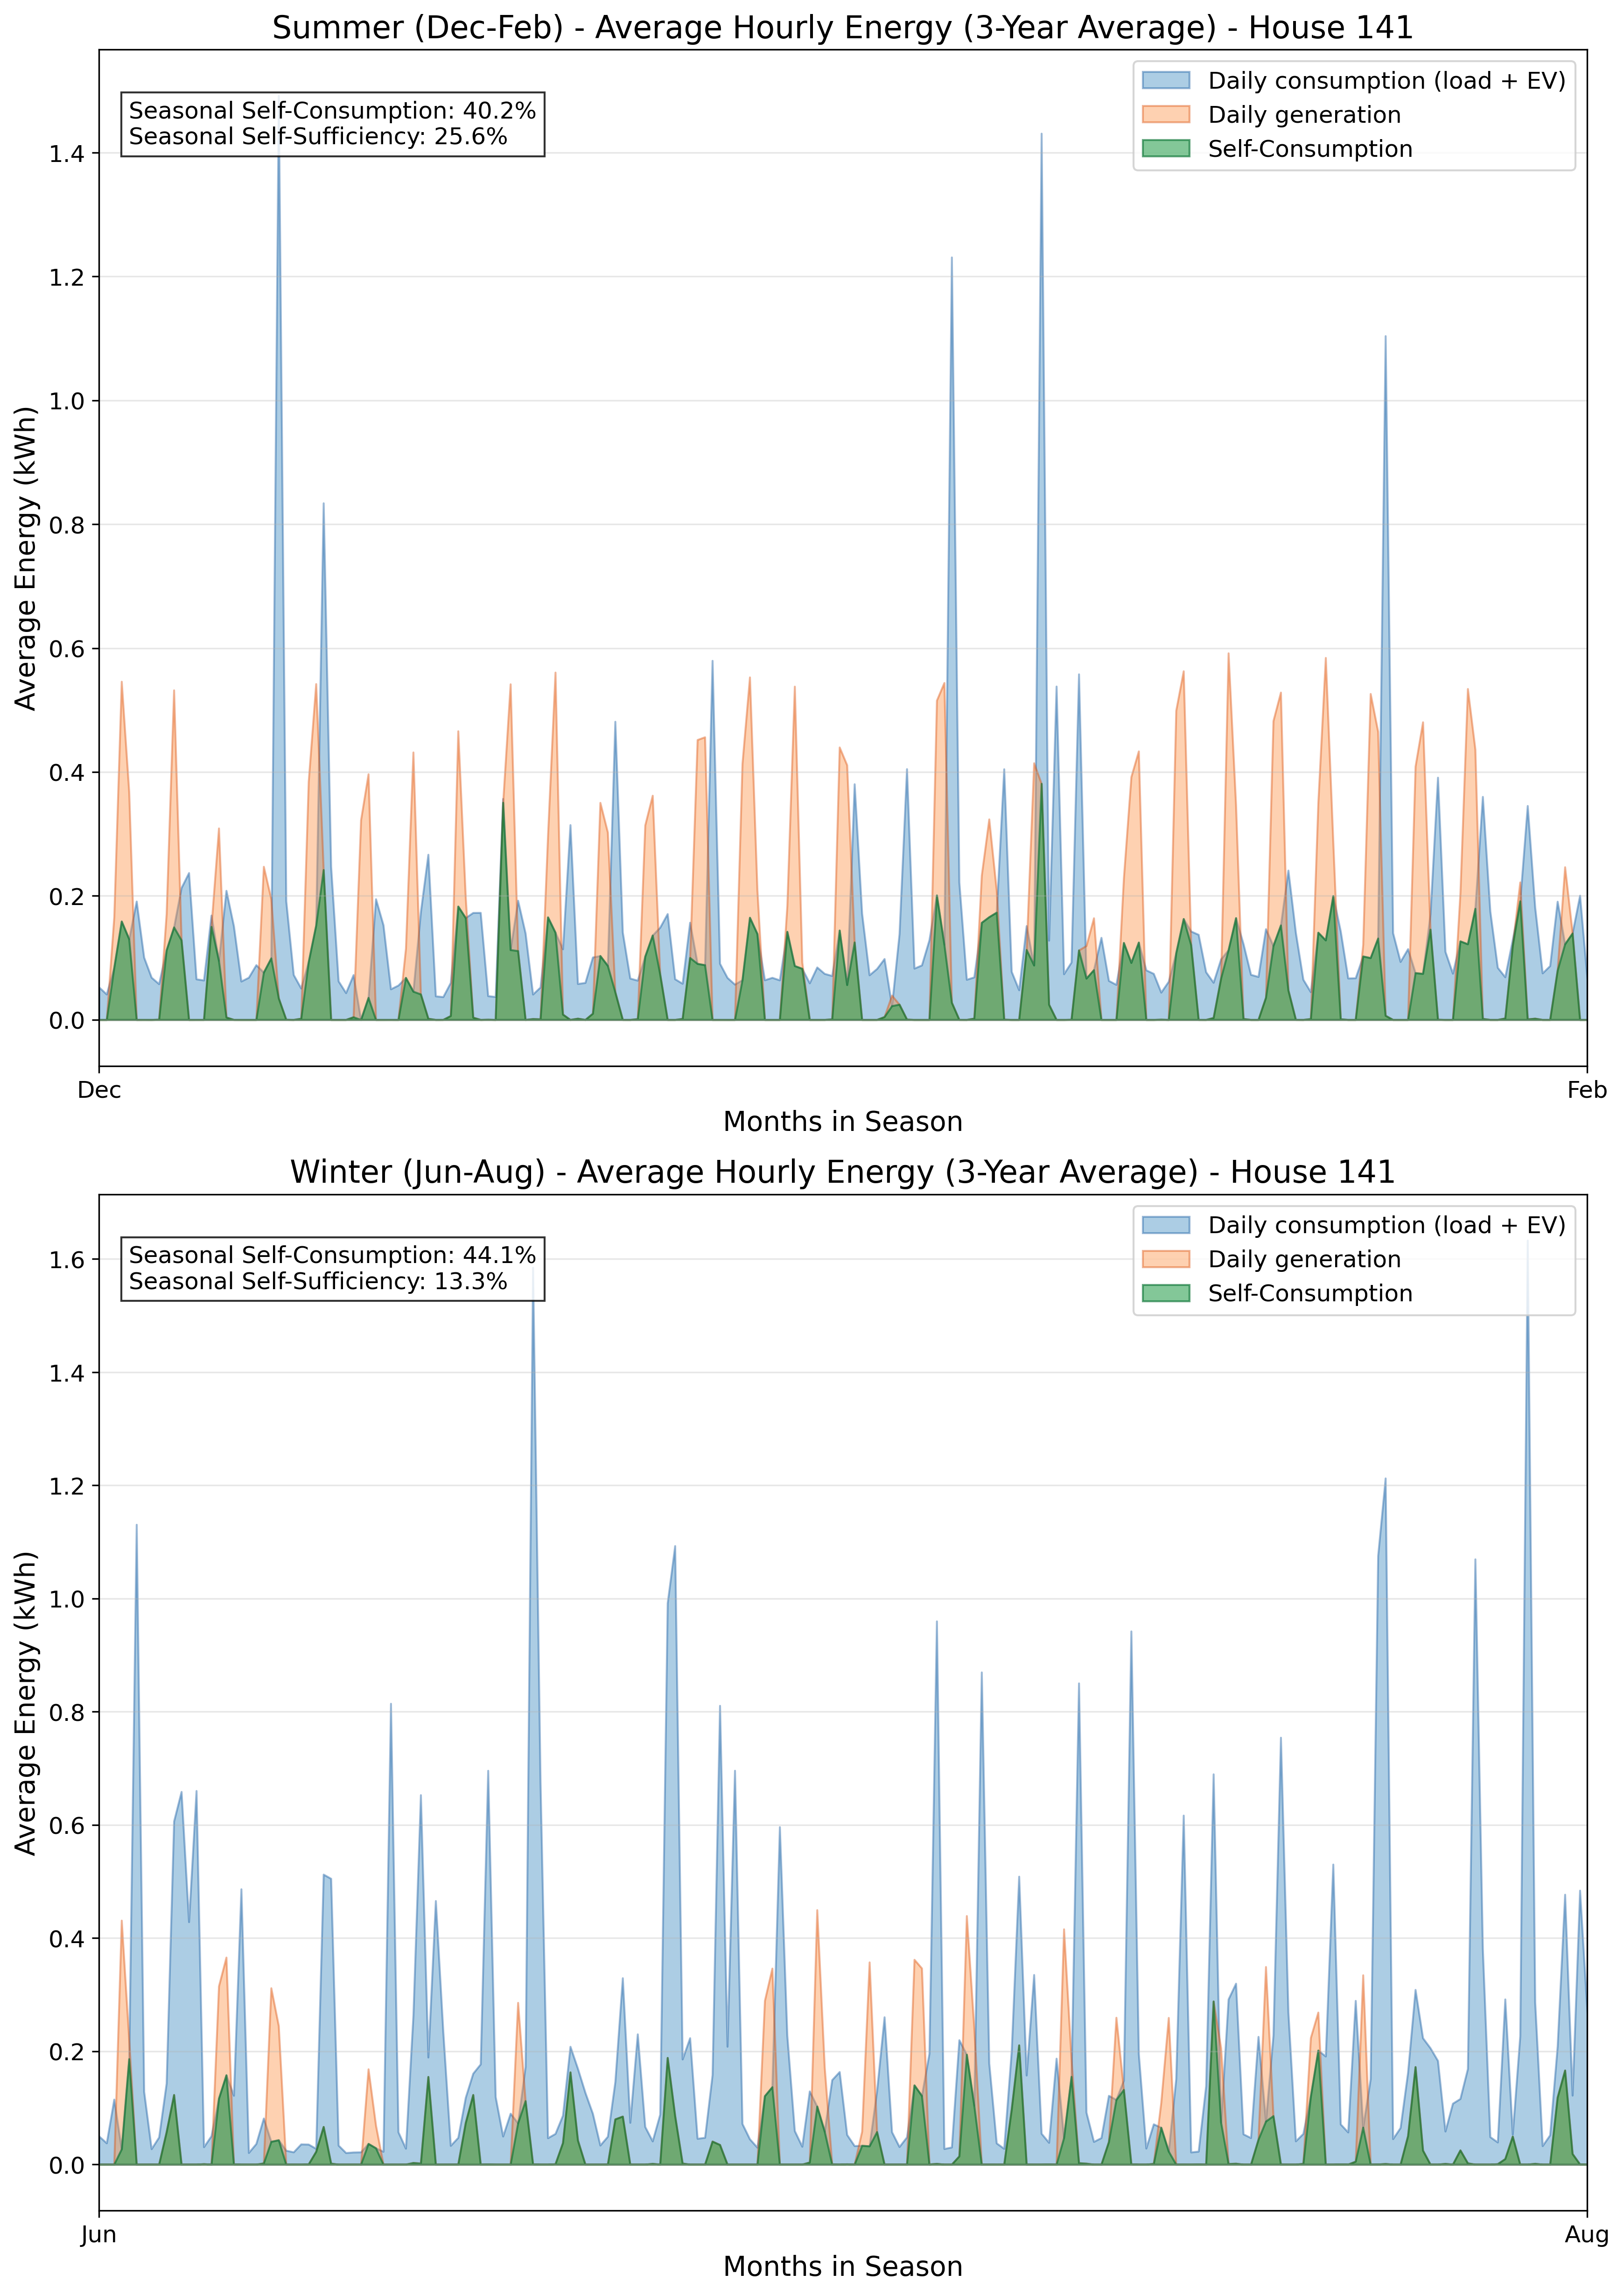 Summer (Dec-Feb) - Average Hourly Energy (3-Year Average) - House 141
Seasonal Self-Consumption: 40.2%
Seasonal Self-Sufficiency: 25.6%
Daily consumption (load + EV)
Daily generation
Self-Consumption
Average Energy (kWh)
1.4
1.2
1.0
0.8
0.6
0.4
0.2
0.0
Dec
Feb
Months in Season
Winter (Jun-Aug) - Average Hourly Energy (3-Year Average) - House 141
Seasonal Self-Consumption: 44.1%
Seasonal Self-Sufficiency: 13.3%
Daily consumption (load + EV)
Daily generation
Self-Consumption
Average Energy (kWh)
1.6
1.4
1.2
1.0
0.8
0.6
0.4
0.2
0.0
Jun
Aug
Months in Season